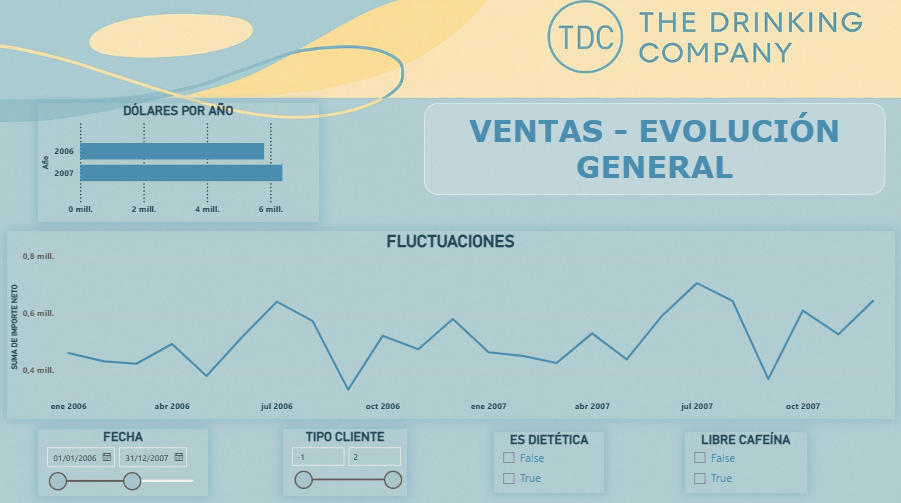 TDC
THE DRINKING
COMPANY
DÓLARES POR AÑO
Año
2006
2007
0 mill.
2 mill.
4 mill.
6 mill.
VENTAS - EVOLUCIÓN
GENERAL
FLUCTUACIONES
SUMA DE IMPORTE NETO
0,8 mill.
0,6 mill.
0,4 mill.
ene 2006
abr 2006
jul 2006
oct 2006
ene 2007
abr 2007
jul 2007
oct 2007
FECHA
01/01/2006
31/12/2007
TIPO CLIENTE
-1
2
ES DIETÉTICA
False
True
LIBRE CAFEÍNA
False
True